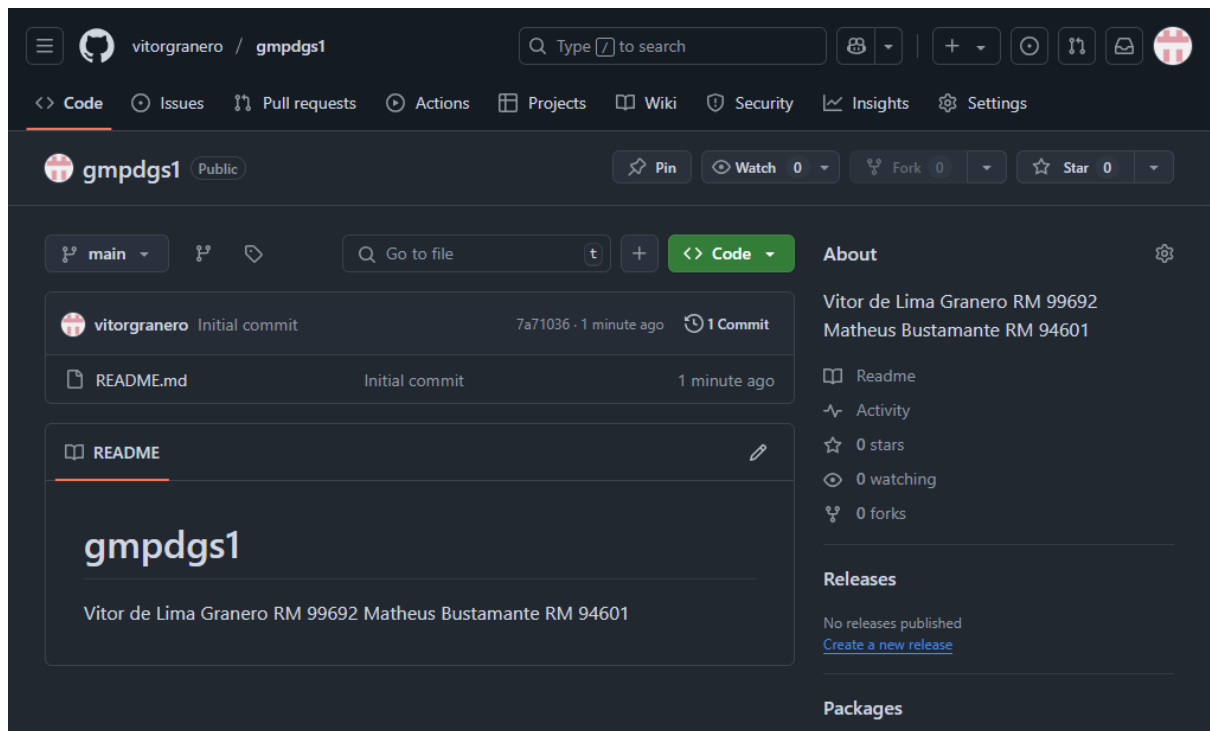 vitorgranero / gmpdgs1
Type / to search
Code Issues Pull requests Actions Projects Wiki Security Insights Settings
gmpdgs1 Public Pin Watch 0 Fork 0 Star 0
main Go to file t Code
About
Vitor de Lima Granero RM 99692
Matheus Bustamante RM 94601
vitorgranero Initial commit 7a71036 · 1 minute ago 1 Commit
README.md Initial commit 1 minute ago
Readme
Activity
0 stars
0 watching
0 forks
README
gmpdgs1
Vitor de Lima Granero RM 99692 Matheus Bustamante RM 94601
Releases
No releases published
Create a new release
Packages